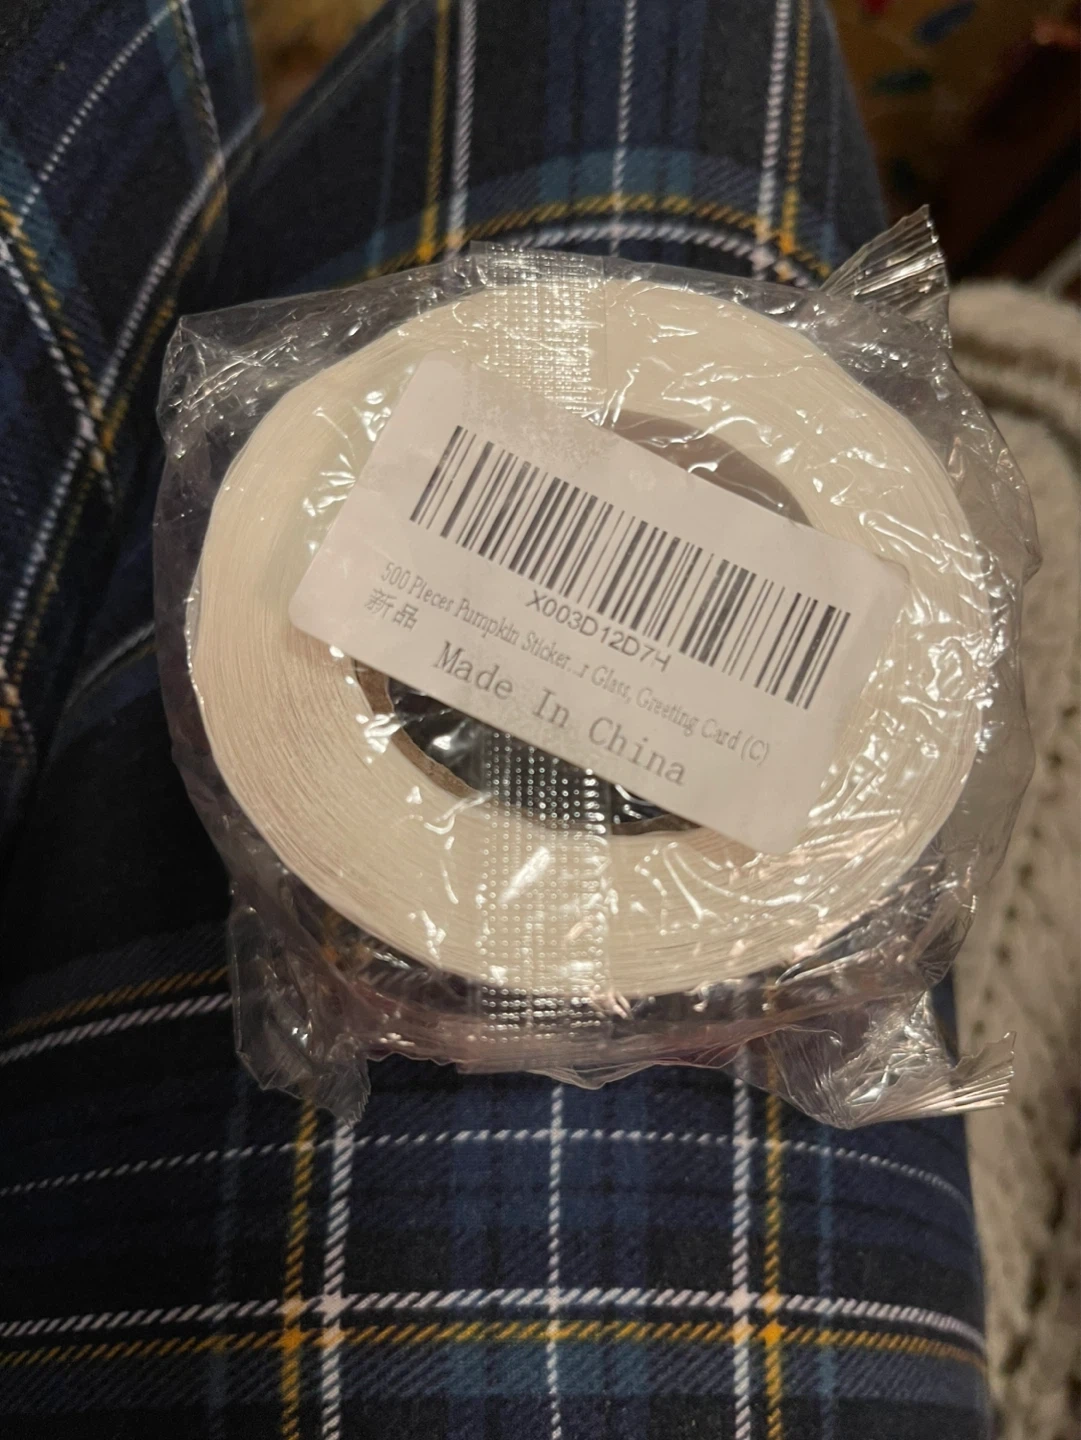 X003D12D7H
500 Pieces Pumpkin Sticker...r Glass, Greeting Card (C)
新品
Made In China